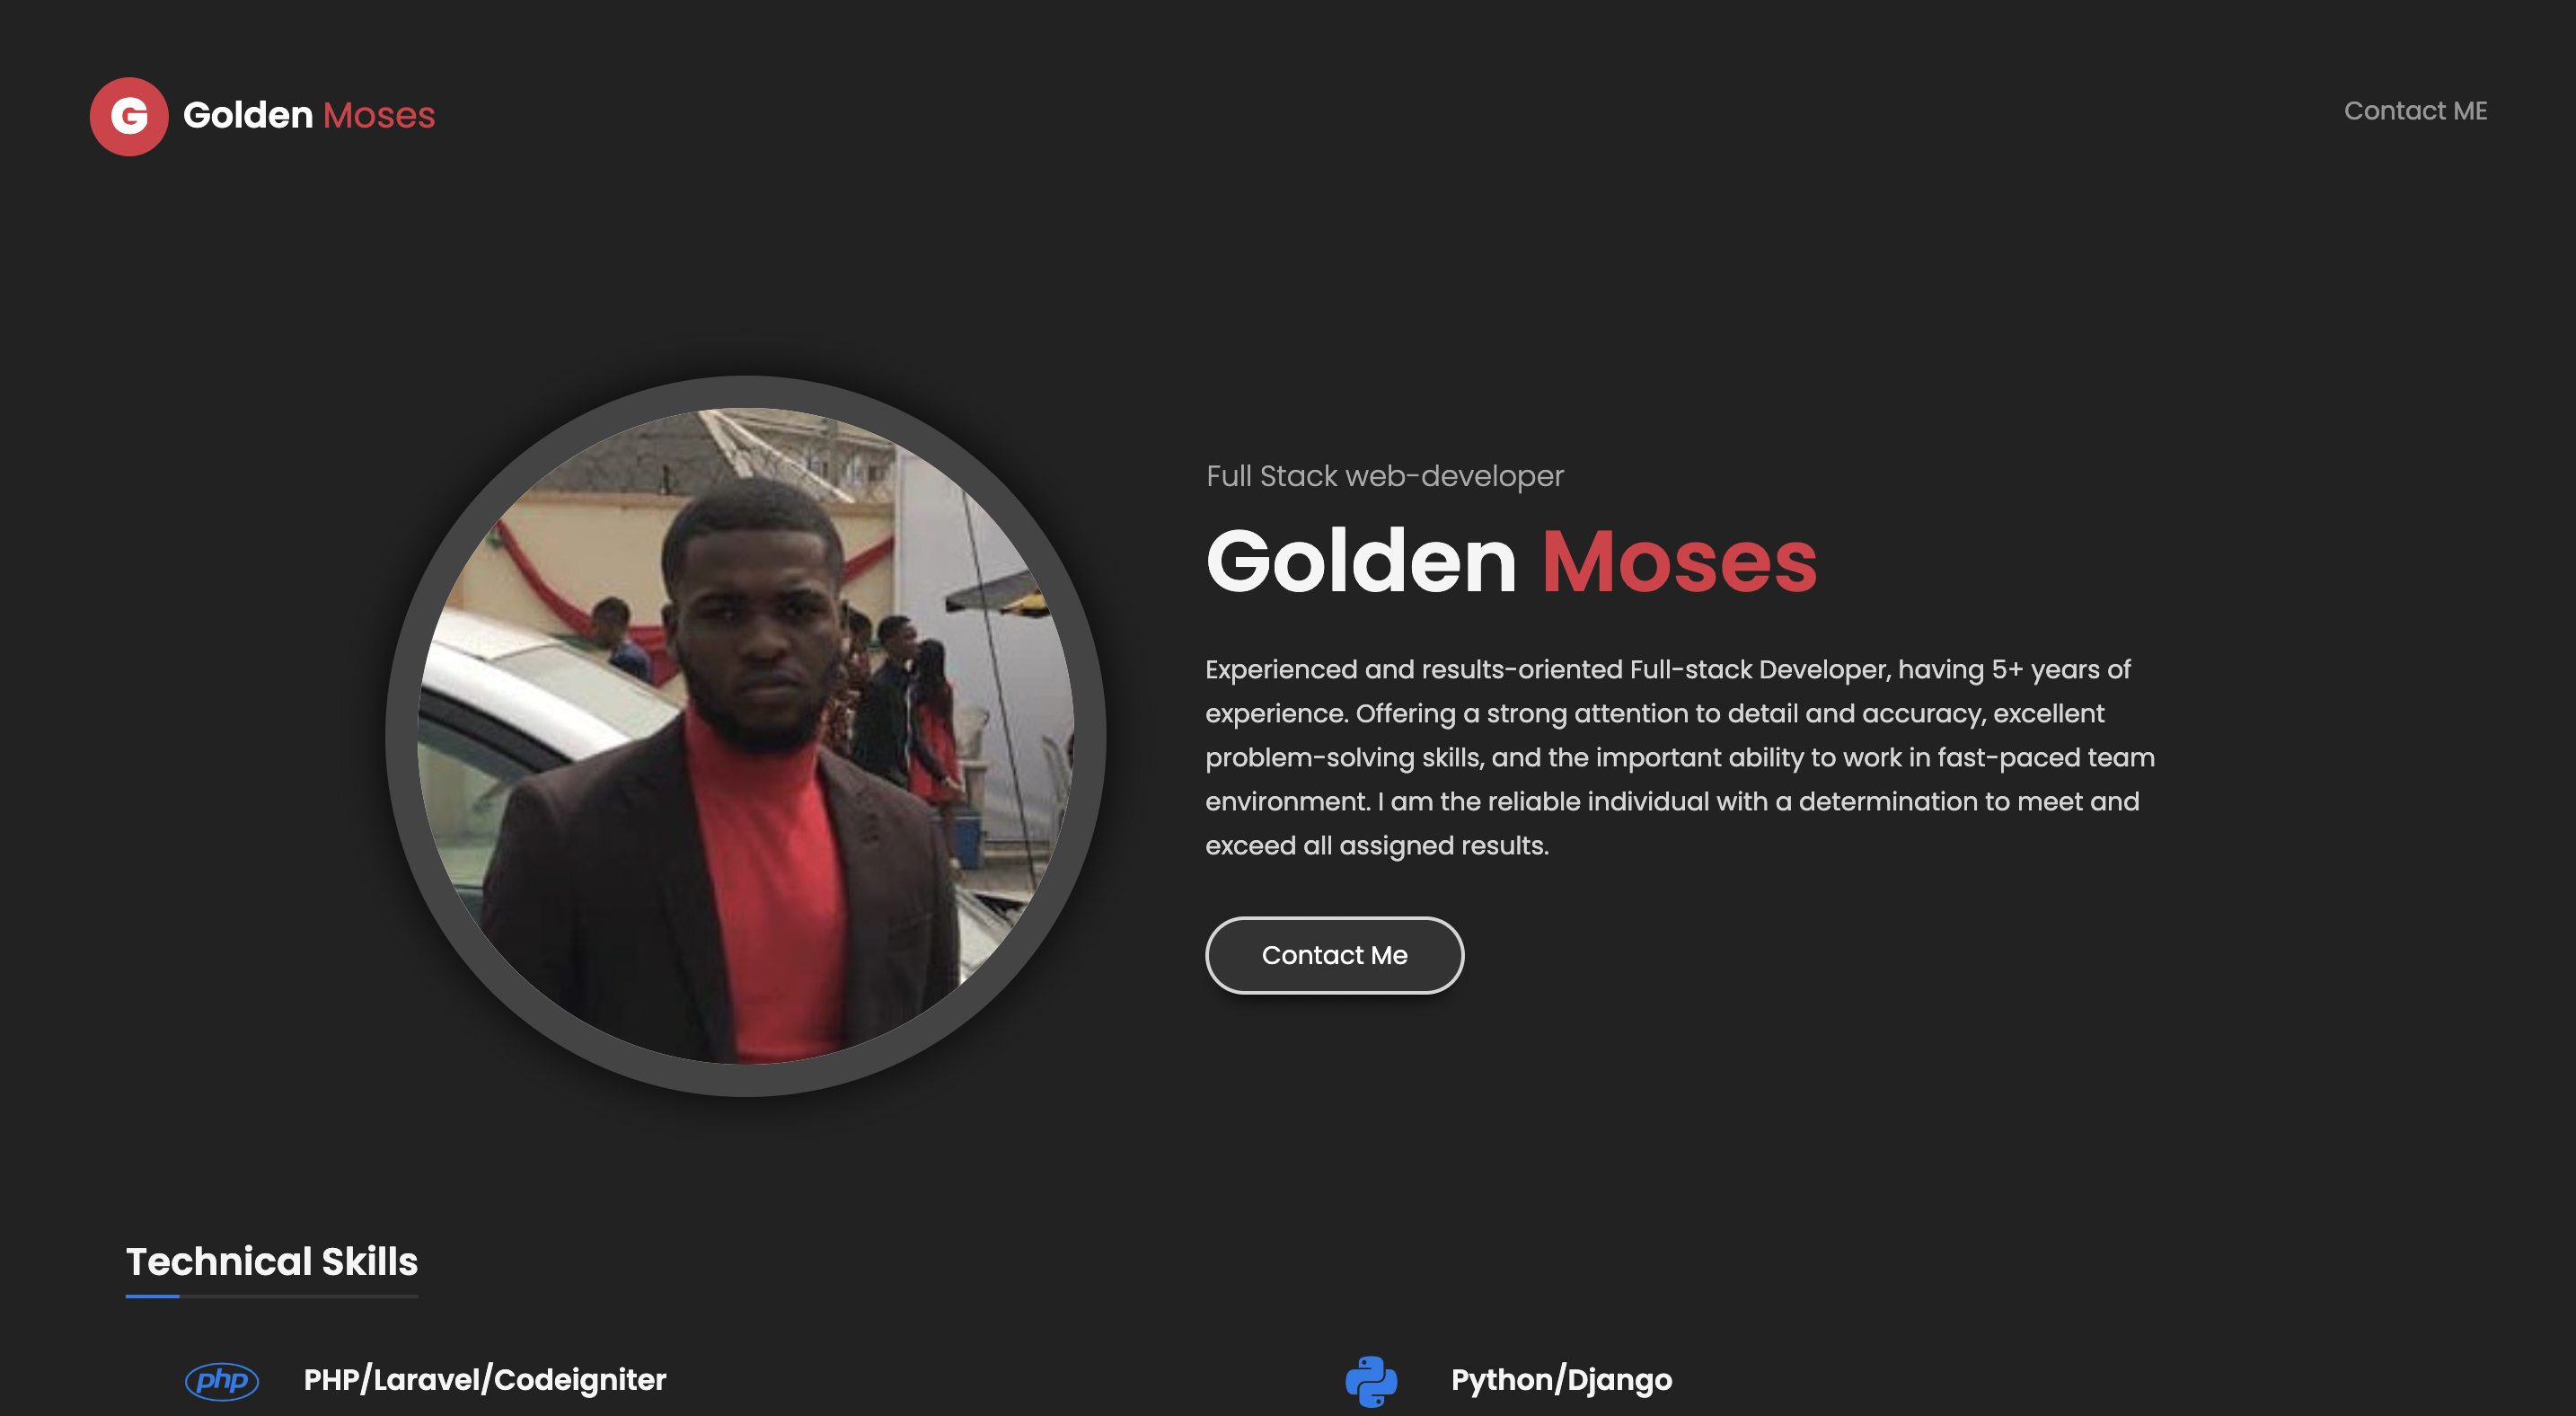 G Golden Moses
Contact ME
Full Stack web-developer
Golden Moses
Experienced and results-oriented Full-stack Developer, having 5+ years of
experience. Offering a strong attention to detail and accuracy, excellent
problem-solving skills, and the important ability to work in fast-paced team
environment. I am the reliable individual with a determination to meet and
exceed all assigned results.
Contact Me
Technical Skills
php PHP/Laravel/Codeigniter
Python/Django